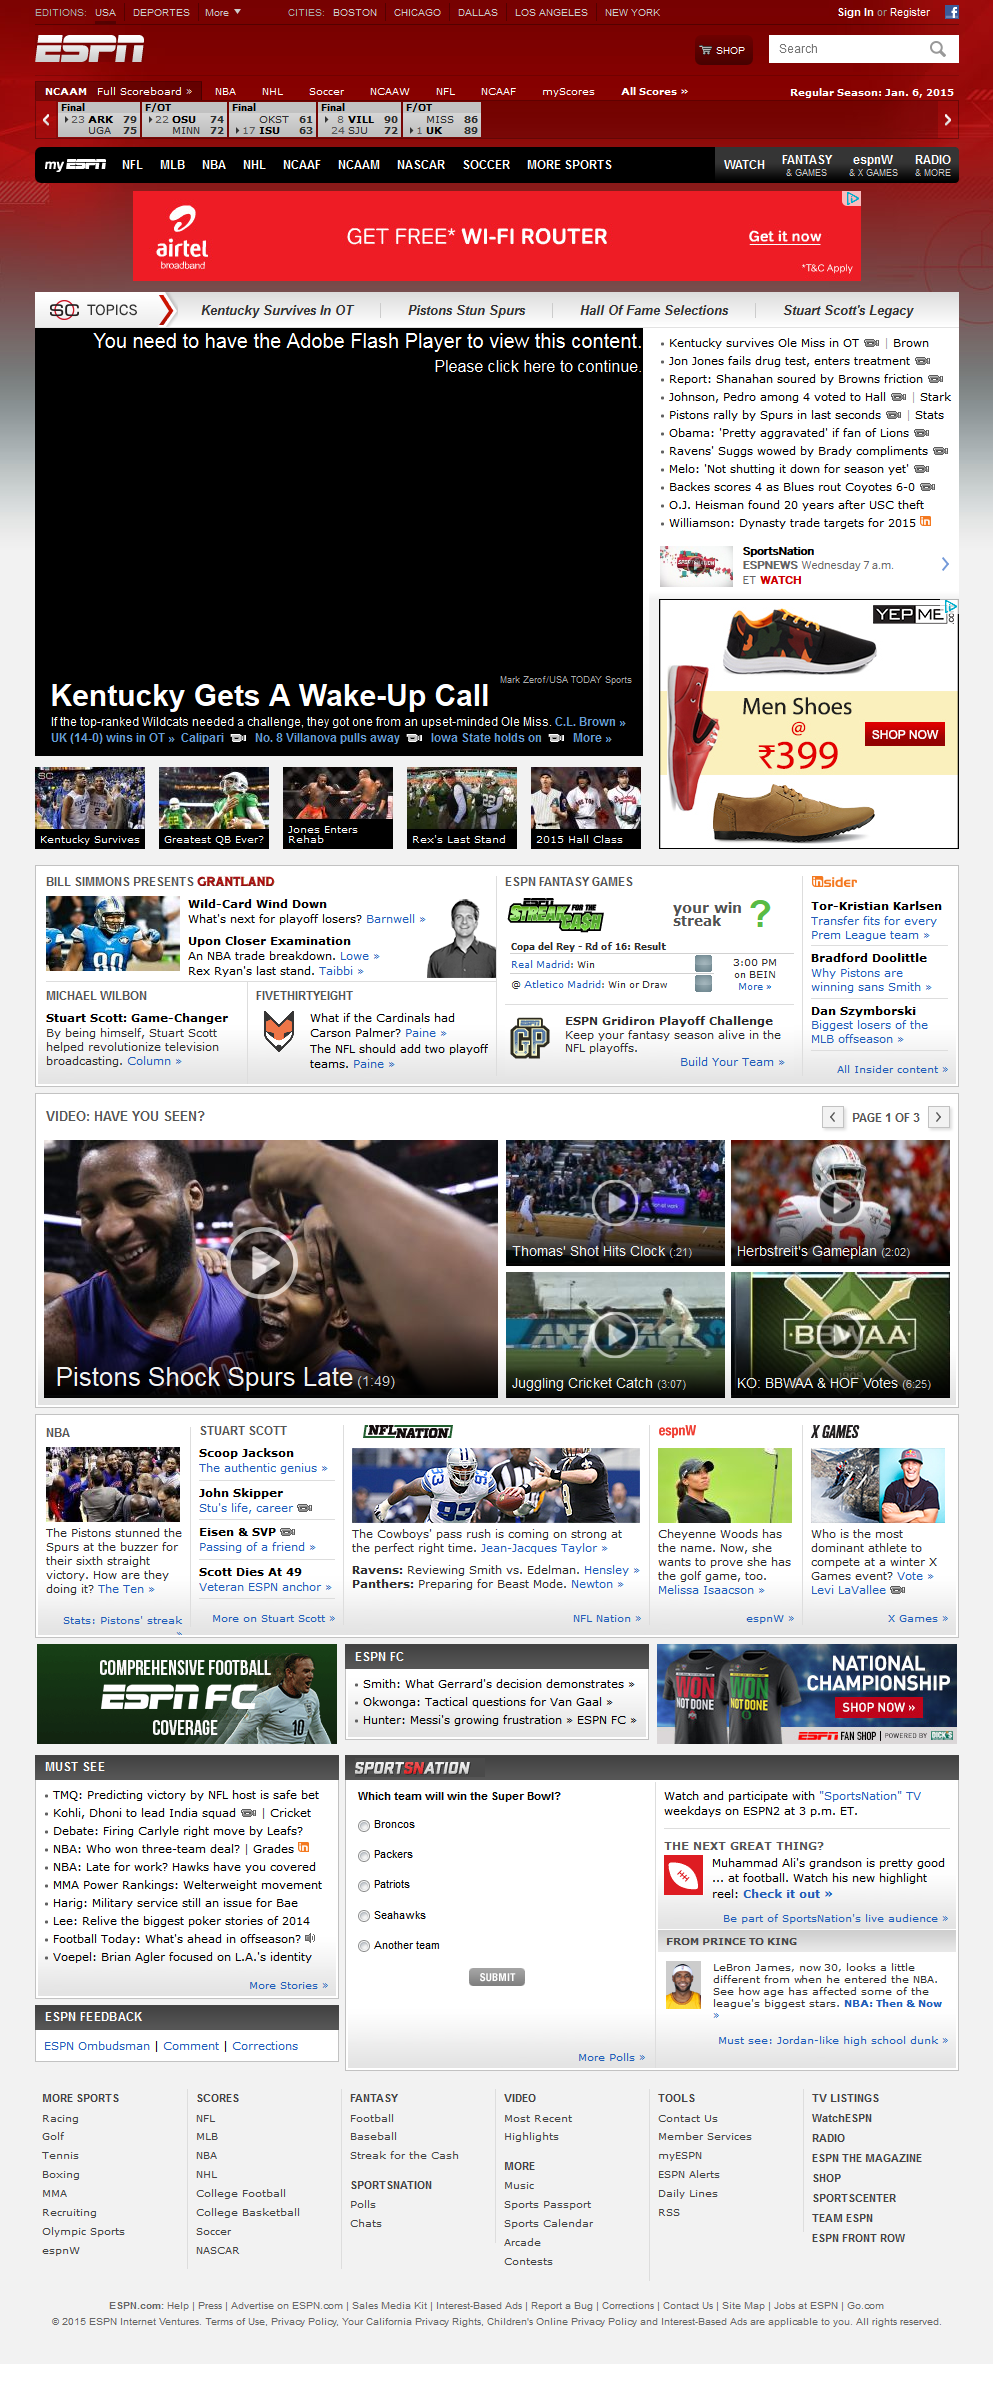 EDITIONS: USA DEPORTES More CITIES: BOSTON CHICAGO DALLAS LOS ANGELES NEW YORK Sign In or Register
ESPN
SHOP
Search
NCAAM Full Scoreboard » NBA NHL Soccer NCAAW NFL NCAAF myScores All Scores » Regular Season: Jan. 6, 2015
Final F/OT Final Final F/OT
23 ARK 79 22 OSU 74 OKST 61 8 VILL 90 MISS 86
UGA 75 MINN 72 17 ISU 63 24 SJU 72 1 UK 89
myESPN NFL MLB NBA NHL NCAAF NCAAM NASCAR SOCCER MORE SPORTS WATCH FANTASY & GAMES espnW & X GAMES RADIO & MORE
airtel
broadband
GET FREE* WI-FI ROUTER
Get it now
*T&C Apply
SC TOPICS Kentucky Survives In OT Pistons Stun Spurs Hall Of Fame Selections Stuart Scott's Legacy
You need to have the Adobe Flash Player to view this content.
Please click here to continue.
Mark Zerof/USA TODAY Sports
Kentucky Gets A Wake-Up Call
If the top-ranked Wildcats needed a challenge, they got one from an upset-minded Ole Miss. C.L. Brown »
UK (14-0) wins in OT » Calipari No. 8 Villanova pulls away Iowa State holds on More »
Kentucky survives Ole Miss in OT | Brown
Jon Jones fails drug test, enters treatment
Report: Shanahan soured by Browns friction
Johnson, Pedro among 4 voted to Hall | Stark
Pistons rally by Spurs in last seconds | Stats
Obama: 'Pretty aggravated' if fan of Lions
Ravens' Suggs wowed by Brady compliments
Melo: 'Not shutting it down for season yet'
Backes scores 4 as Blues rout Coyotes 6-0
O.J. Heisman found 20 years after USC theft
Williamson: Dynasty trade targets for 2015 in
SportsNation
ESPNEWS Wednesday 7 a.m.
ET WATCH
YEPME
Men Shoes
@
₹399
SHOP NOW
SC
Kentucky Survives
Greatest QB Ever?
Jones Enters
Rehab
Rex's Last Stand
2015 Hall Class
BILL SIMMONS PRESENTS GRANTLAND
Wild-Card Wind Down
What's next for playoff losers? Barnwell »
Upon Closer Examination
An NBA trade breakdown. Lowe »
Rex Ryan's last stand. Taibbi »
MICHAEL WILBON
Stuart Scott: Game-Changer
By being himself, Stuart Scott
helped revolutionize television
broadcasting. Column »
FIVETHIRTYEIGHT
What if the Cardinals had
Carson Palmer? Paine »
The NFL should add two playoff
teams. Paine »
ESPN FANTASY GAMES
STREAK FOR THE CASH
your win
streak ?
Copa del Rey - Rd of 16: Result
Real Madrid: Win
@ Atletico Madrid: Win or Draw
3:00 PM
on BEIN
More »
GP
ESPN Gridiron Playoff Challenge
Keep your fantasy season alive in the
NFL playoffs.
Build Your Team »
insider
Tor-Kristian Karlsen
Transfer fits for every
Prem League team »
Bradford Doolittle
Why Pistons are
winning sans Smith »
Dan Szymborski
Biggest losers of the
MLB offseason »
All Insider content »
VIDEO: HAVE YOU SEEN?
PAGE 1 OF 3
Pistons Shock Spurs Late (1:49)
Thomas' Shot Hits Clock (:21)
Herbstreit's Gameplan (2:02)
Juggling Cricket Catch (3:07)
BBWAA
KO: BBWAA & HOF Votes (6:25)
NBA
The Pistons stunned the
Spurs at the buzzer for
their sixth straight
victory. How are they
doing it? The Ten »
Stats: Pistons' streak
»
STUART SCOTT
Scoop Jackson
The authentic genius »
John Skipper
Stu's life, career
Eisen & SVP
Passing of a friend »
Scott Dies At 49
Veteran ESPN anchor »
More on Stuart Scott »
NFL NATION
The Cowboys' pass rush is coming on strong at
the perfect right time. Jean-Jacques Taylor »
Ravens: Reviewing Smith vs. Edelman. Hensley »
Panthers: Preparing for Beast Mode. Newton »
NFL Nation »
espnW
Cheyenne Woods has
the name. Now, she
wants to prove she has
the golf game, too.
Melissa Isaacson »
espnW »
X GAMES
Who is the most
dominant athlete to
compete at a winter X
Games event? Vote »
Levi LaVallee
X Games »
COMPREHENSIVE FOOTBALL
ESPN FC
COVERAGE
10
ESPN FC
Smith: What Gerrard's decision demonstrates »
Okwonga: Tactical questions for Van Gaal »
Hunter: Messi's growing frustration » ESPN FC »
WON
NOT
DONE
WON
NOT
DONE
NATIONAL
CHAMPIONSHIP
SHOP NOW »
ESPN FAN SHOP | POWERED BY DICK'S
MUST SEE
TMQ: Predicting victory by NFL host is safe bet
Kohli, Dhoni to lead India squad | Cricket
Debate: Firing Carlyle right move by Leafs?
NBA: Who won three-team deal? | Grades in
NBA: Late for work? Hawks have you covered
MMA Power Rankings: Welterweight movement
Harig: Military service still an issue for Bae
Lee: Relive the biggest poker stories of 2014
Football Today: What's ahead in offseason?
Voepel: Brian Agler focused on L.A.'s identity
More Stories »
ESPN FEEDBACK
ESPN Ombudsman | Comment | Corrections
SPORTSNATION
Which team will win the Super Bowl?
Broncos
Packers
Patriots
Seahawks
Another team
SUBMIT
More Polls »
Watch and participate with "SportsNation" TV
weekdays on ESPN2 at 3 p.m. ET.
THE NEXT GREAT THING?
Muhammad Ali's grandson is pretty good
... at football. Watch his new highlight
reel: Check it out »
Be part of SportsNation's live audience »
FROM PRINCE TO KING
LeBron James, now 30, looks a little
different from when he entered the NBA.
See how age has affected some of the
league's biggest stars. NBA: Then & Now
»
Must see: Jordan-like high school dunk »
MORE SPORTS
Racing
Golf
Tennis
Boxing
MMA
Recruiting
Olympic Sports
espnW
SCORES
NFL
MLB
NBA
NHL
College Football
College Basketball
Soccer
NASCAR
FANTASY
Football
Baseball
Streak for the Cash
SPORTSNATION
Polls
Chats
VIDEO
Most Recent
Highlights
MORE
Music
Sports Passport
Sports Calendar
Arcade
Contests
TOOLS
Contact Us
Member Services
myESPN
ESPN Alerts
Daily Lines
RSS
TV LISTINGS
WatchESPN
RADIO
ESPN THE MAGAZINE
SHOP
SPORTSCENTER
TEAM ESPN
ESPN FRONT ROW
ESPN.com: Help | Press | Advertise on ESPN.com | Sales Media Kit | Interest-Based Ads | Report a Bug | Corrections | Contact Us | Site Map | Jobs at ESPN | Go.com
© 2015 ESPN Internet Ventures. Terms of Use, Privacy Policy, Your California Privacy Rights, Children's Online Privacy Policy and Interest-Based Ads are applicable to you. All rights reserved.